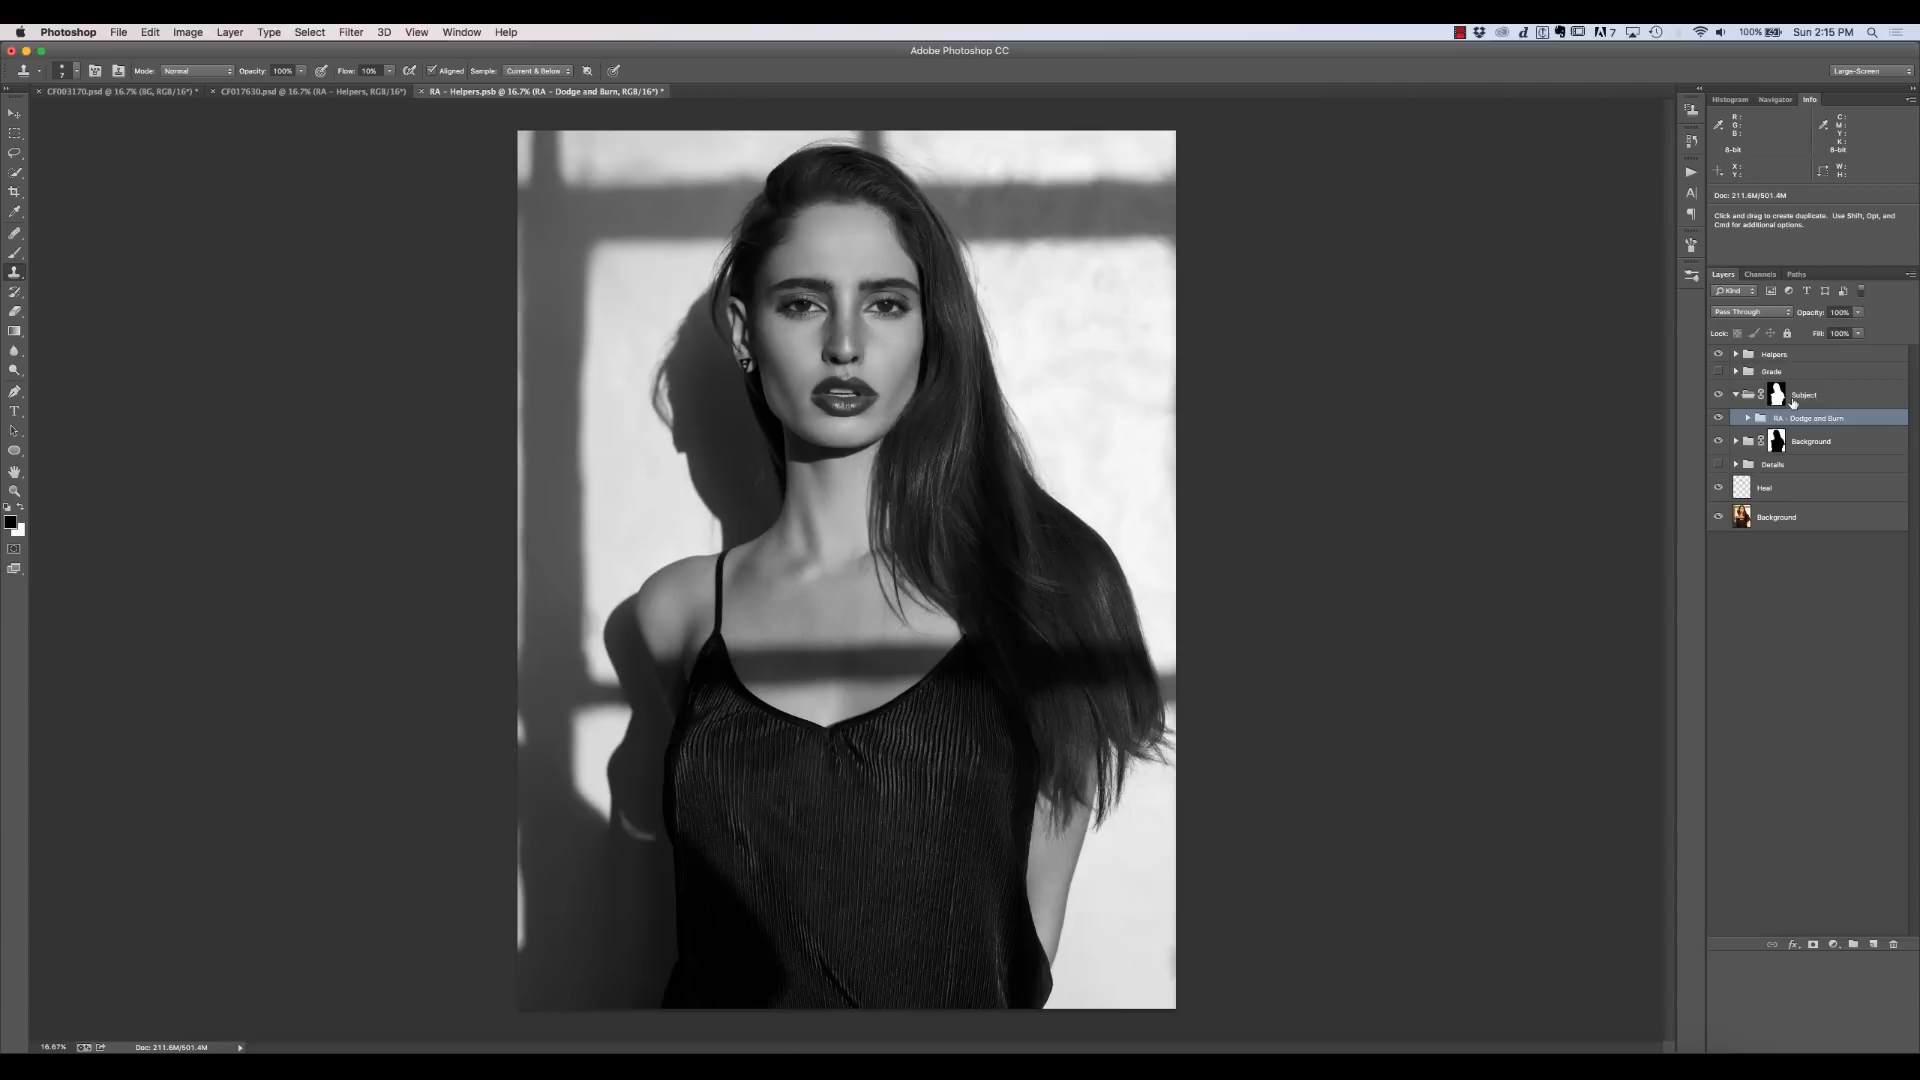 Photoshop File Edit Image Layer Type Select Filter 3D View Window Help
7 100% Sun 2:15 PM
Adobe Photoshop CC
7 Mode: Normal Opacity: 100% Flow: 10% Aligned Sample: Current & Below Large-Screen
CF003170.psd @ 16.7% (BG, RGB/16*) * CF017630.psd @ 16.7% (RA - Helpers, RGB/16*) RA - Helpers.psb @ 16.7% (RA - Dodge and Burn, RGB/16*) *
Histogram Navigator Info
R: C:
G: M:
B: Y:
K:
8-bit 8-bit
X: W:
Y: H:
Doc: 211.6M/501.4M
Click and drag to create duplicate. Use Shift, Opt, and
Cmd for additional options.
Layers Channels Paths
Kind
Pass Through Opacity: 100%
Lock: Fill: 100%
Helpers
Grade
Subject
RA - Dodge and Burn
Background
Details
Heal
Background
16.67% Doc: 211.6M/501.4M